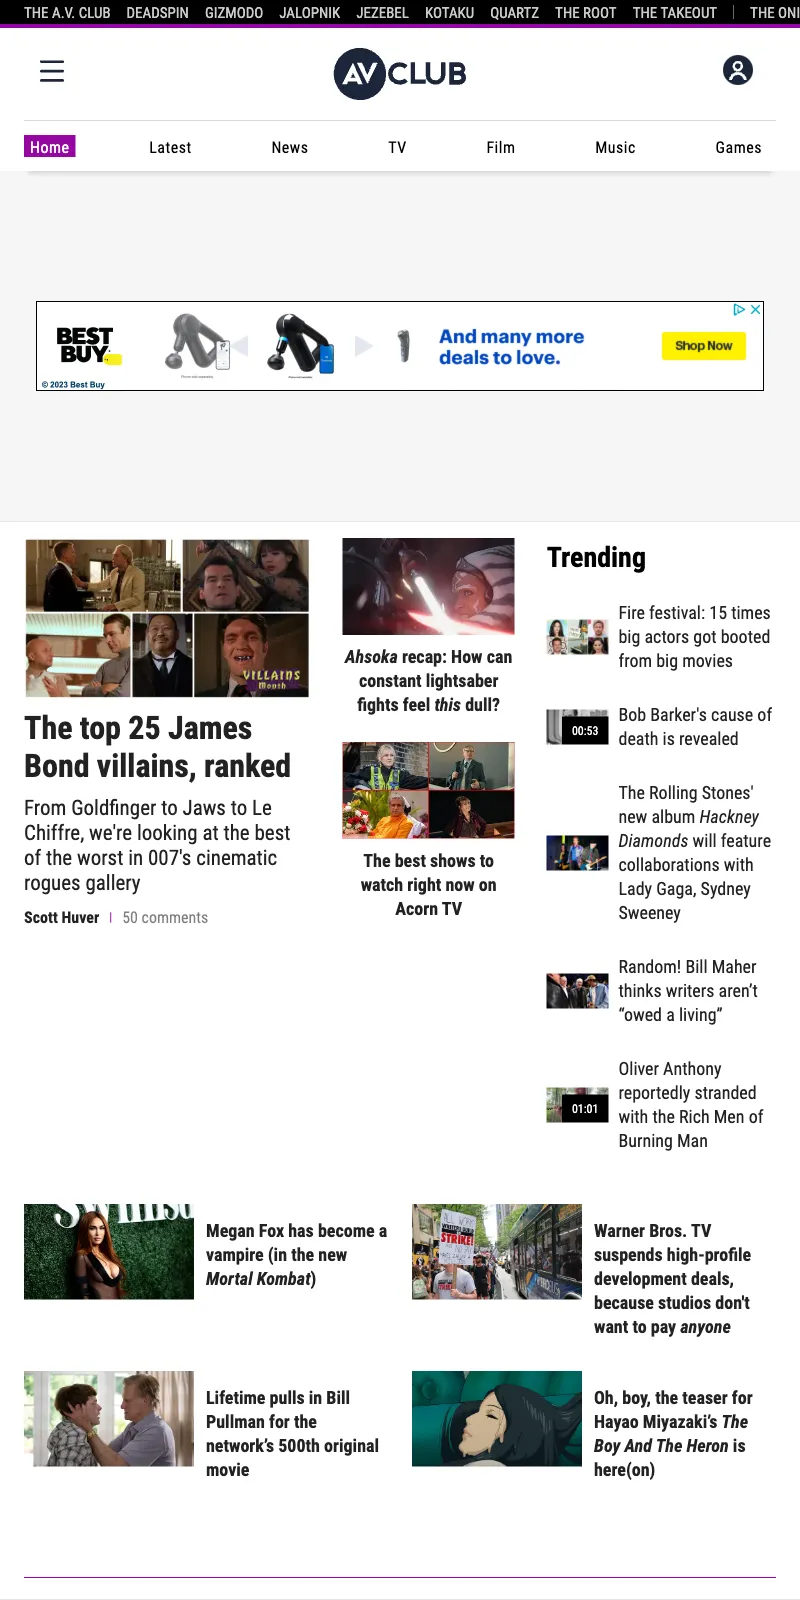 THE A.V. CLUB DEADSPIN GIZMODO JALOPNIK JEZEBEL KOTAKU QUARTZ THE ROOT THE TAKEOUT THE ONI
AV CLUB
Home Latest News TV Film Music Games
BEST
BUY
© 2023 Best Buy
And many more
deals to love.
Shop Now
VILLAINS
Month
The top 25 James
Bond villains, ranked
From Goldfinger to Jaws to Le
Chiffre, we're looking at the best
of the worst in 007's cinematic
rogues gallery
Scott Huver 50 comments
Ahsoka recap: How can
constant lightsaber
fights feel this dull?
The best shows to
watch right now on
Acorn TV
Trending
Fire festival: 15 times
big actors got booted
from big movies
00:53
Bob Barker's cause of
death is revealed
The Rolling Stones'
new album Hackney
Diamonds will feature
collaborations with
Lady Gaga, Sydney
Sweeney
Random! Bill Maher
thinks writers aren’t
“owed a living”
01:01
Oliver Anthony
reportedly stranded
with the Rich Men of
Burning Man
Megan Fox has become a
vampire (in the new
Mortal Kombat)
STRIKE!
Warner Bros. TV
suspends high-profile
development deals,
because studios don't
want to pay anyone
Lifetime pulls in Bill
Pullman for the
network’s 500th original
movie
Oh, boy, the teaser for
Hayao Miyazaki’s The
Boy And The Heron is
here(on)